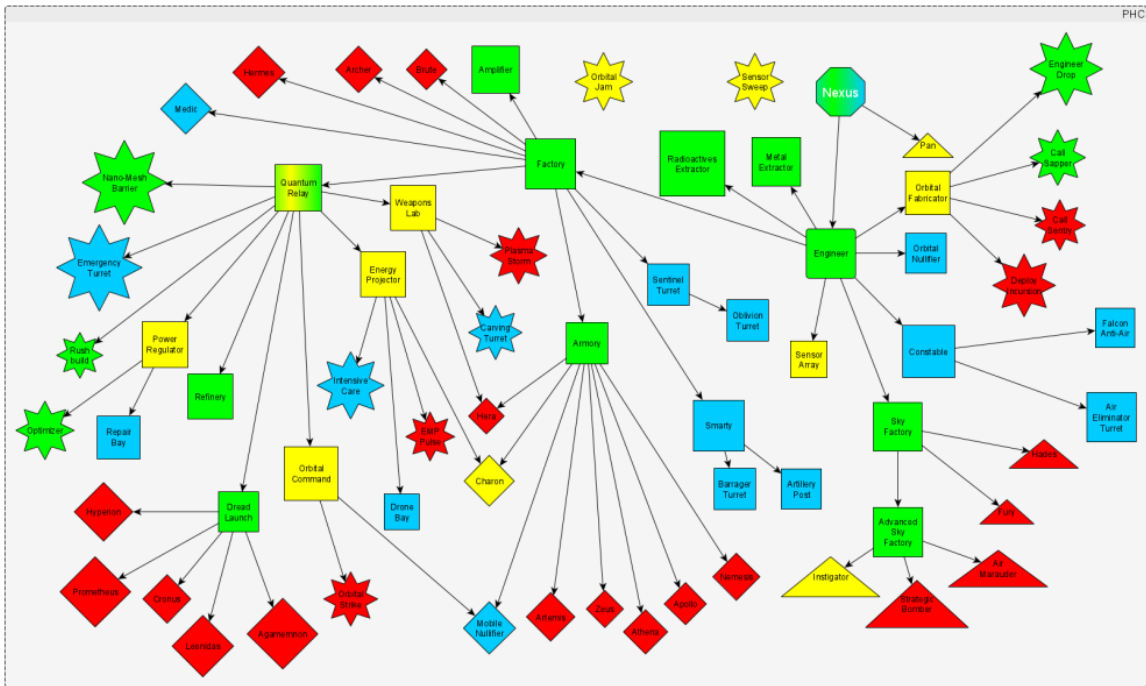 PHC
Hermes
Archer
Brute
Amplifier
Orbital
Jam
Sensor
Sweep
Nexus
Engineer
Drop
Medic
Pan
Call
Sapper
Nano-Mesh
Barrier
Quantum
Relay
Weapons
Lab
Factory
Radioactives
Extractor
Metal
Extractor
Orbital
Fabricator
Call
Sentry
Emergency
Turret
Energy
Projector
Plasma
Storm
Sentinel
Turret
Engineer
Orbital
Nullifier
Deploy
Incursion
Rush
build
Power
Regulator
Carving
Turret
Oblivion
Turret
Sensor
Array
Constable
Falcon
Anti-Air
Optimizer
Repair
Bay
Refinery
Intensive
Care
EMP
Pulse
Hera
Armory
Smarty
Sky
Factory
Air
Eliminator
Turret
Hades
Hyperion
Dread
Launch
Orbital
Command
Drone
Bay
Charon
Barrager
Turret
Artillery
Post
Fury
Advanced
Sky
Factory
Prometheus
Cronus
Leonidas
Agamemnon
Orbital
Strike
Mobile
Nullifier
Artemis
Zeus
Athena
Apollo
Nemesis
Instigator
Strategic
Bomber
Air
Marauder